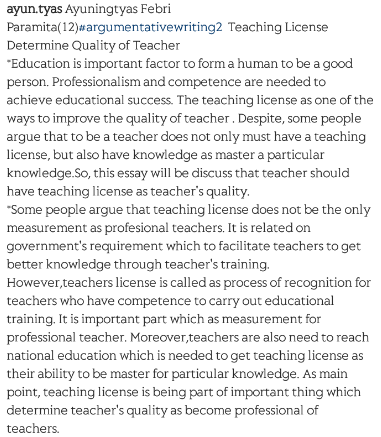 ayun.tyas Ayuningtyas Febri
Paramita(12)#argumentativewriting2 Teaching License
Determine Quality of Teacher
"Education is important factor to form a human to be a good
person. Professionalism and competence are needed to
achieve educational success. The teaching license as one of the
ways to improve the quality of teacher . Despite, some people
argue that to be a teacher does not only must have a teaching
license, but also have knowledge as master a particular
knowledge.So, this essay will be discuss that teacher should
have teaching license as teacher's quality.
"Some people argue that teaching license does not be the only
measurement as profesional teachers. It is related on
government's requirement which to facilitate teachers to get
better knowledge through teacher's training.
However,teachers license is called as process of recognition for
teachers who have competence to carry out educational
training. It is important part which as measurement for
professional teacher. Moreover,teachers are also need to reach
national education which is needed to get teaching license as
their ability to be master for particular knowledge. As main
point, teaching license is being part of important thing which
determine teacher's quality as become professional of
teachers.